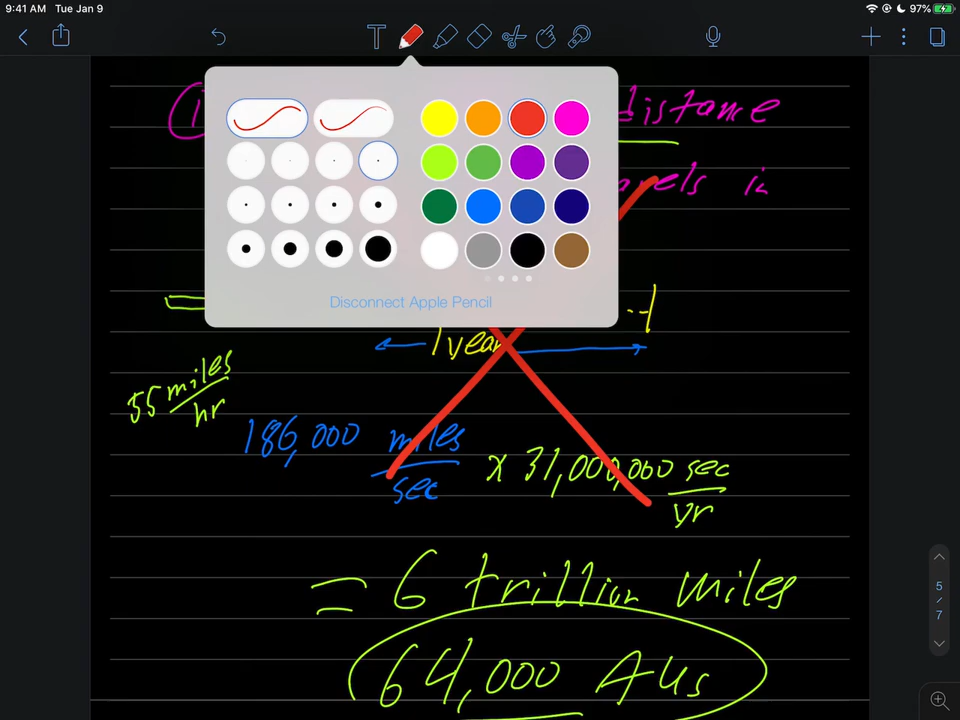 9:41 AM Tue Jan 9 97%
T
distance
in
Disconnect Apple Pencil
1 year
55 miles
hr
186,000 miles
sec
x 31,000,000 sec
yr
5
/
7
= 6 trillion miles
64,000 AUs